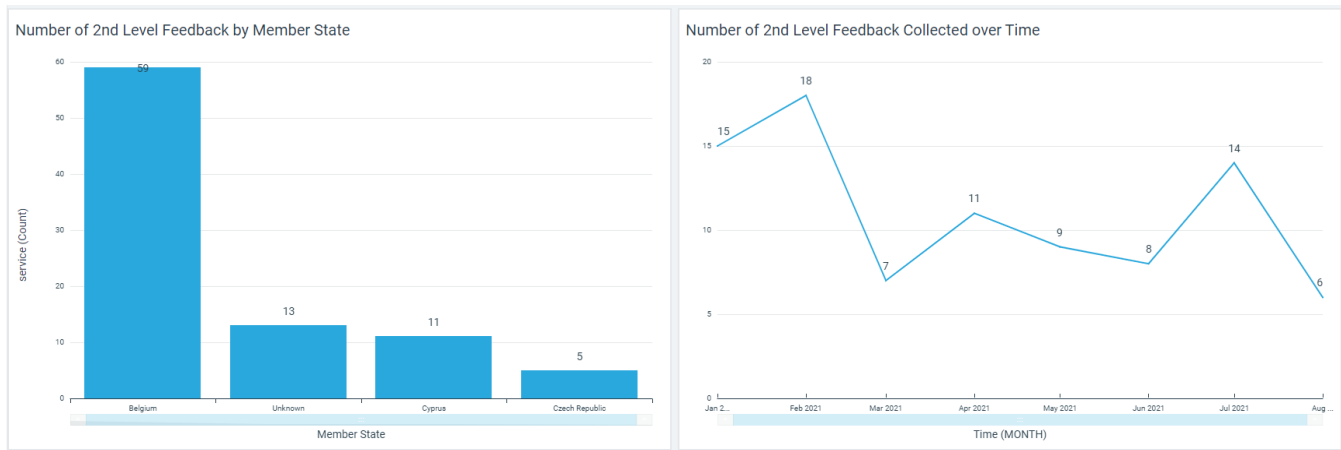 Number of 2nd Level Feedback by Member State
60
59
50
40
30
20
10
0
13
11
5
service (Count)
Belgium
Unknown
Cyprus
Czech Republic
Member State
Number of 2nd Level Feedback Collected over Time
20
15
10
5
0
15
18
7
11
9
8
14
6
Jan 2...
Feb 2021
Mar 2021
Apr 2021
May 2021
Jun 2021
Jul 2021
Aug ...
Time (MONTH)